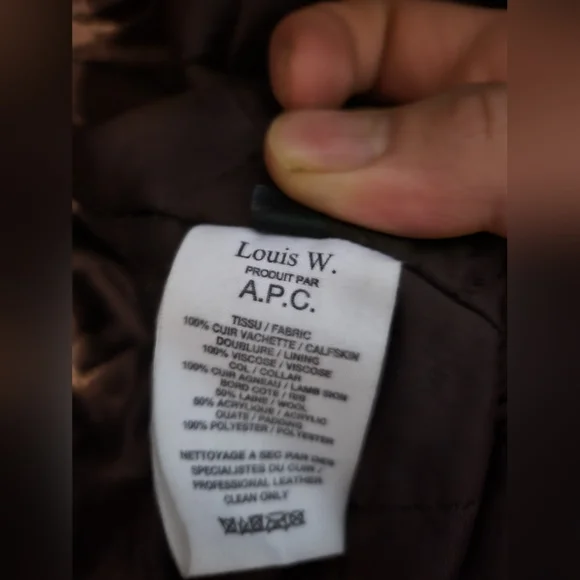 Louis W.
PRODUIT PAR
A.P.C.
TISSU / FABRIC
100% CUIR VACHETTE / CALFSKIN
DOUBLURE / LINING
100% VISCOSE / VISCOSE
COL / COLLAR
100% CUIR AGNEAU / LAMB SKIN
BORD COTE / RIB
50% LAINE / WOOL
50% ACRYLIQUE / ACRYLIC
OUATE / PADDING
100% POLYESTER / POLYESTER
NETTOYAGE A SEC PAR DES
SPECIALISTES DU CUIR /
PROFESSIONAL LEATHER
CLEAN ONLY